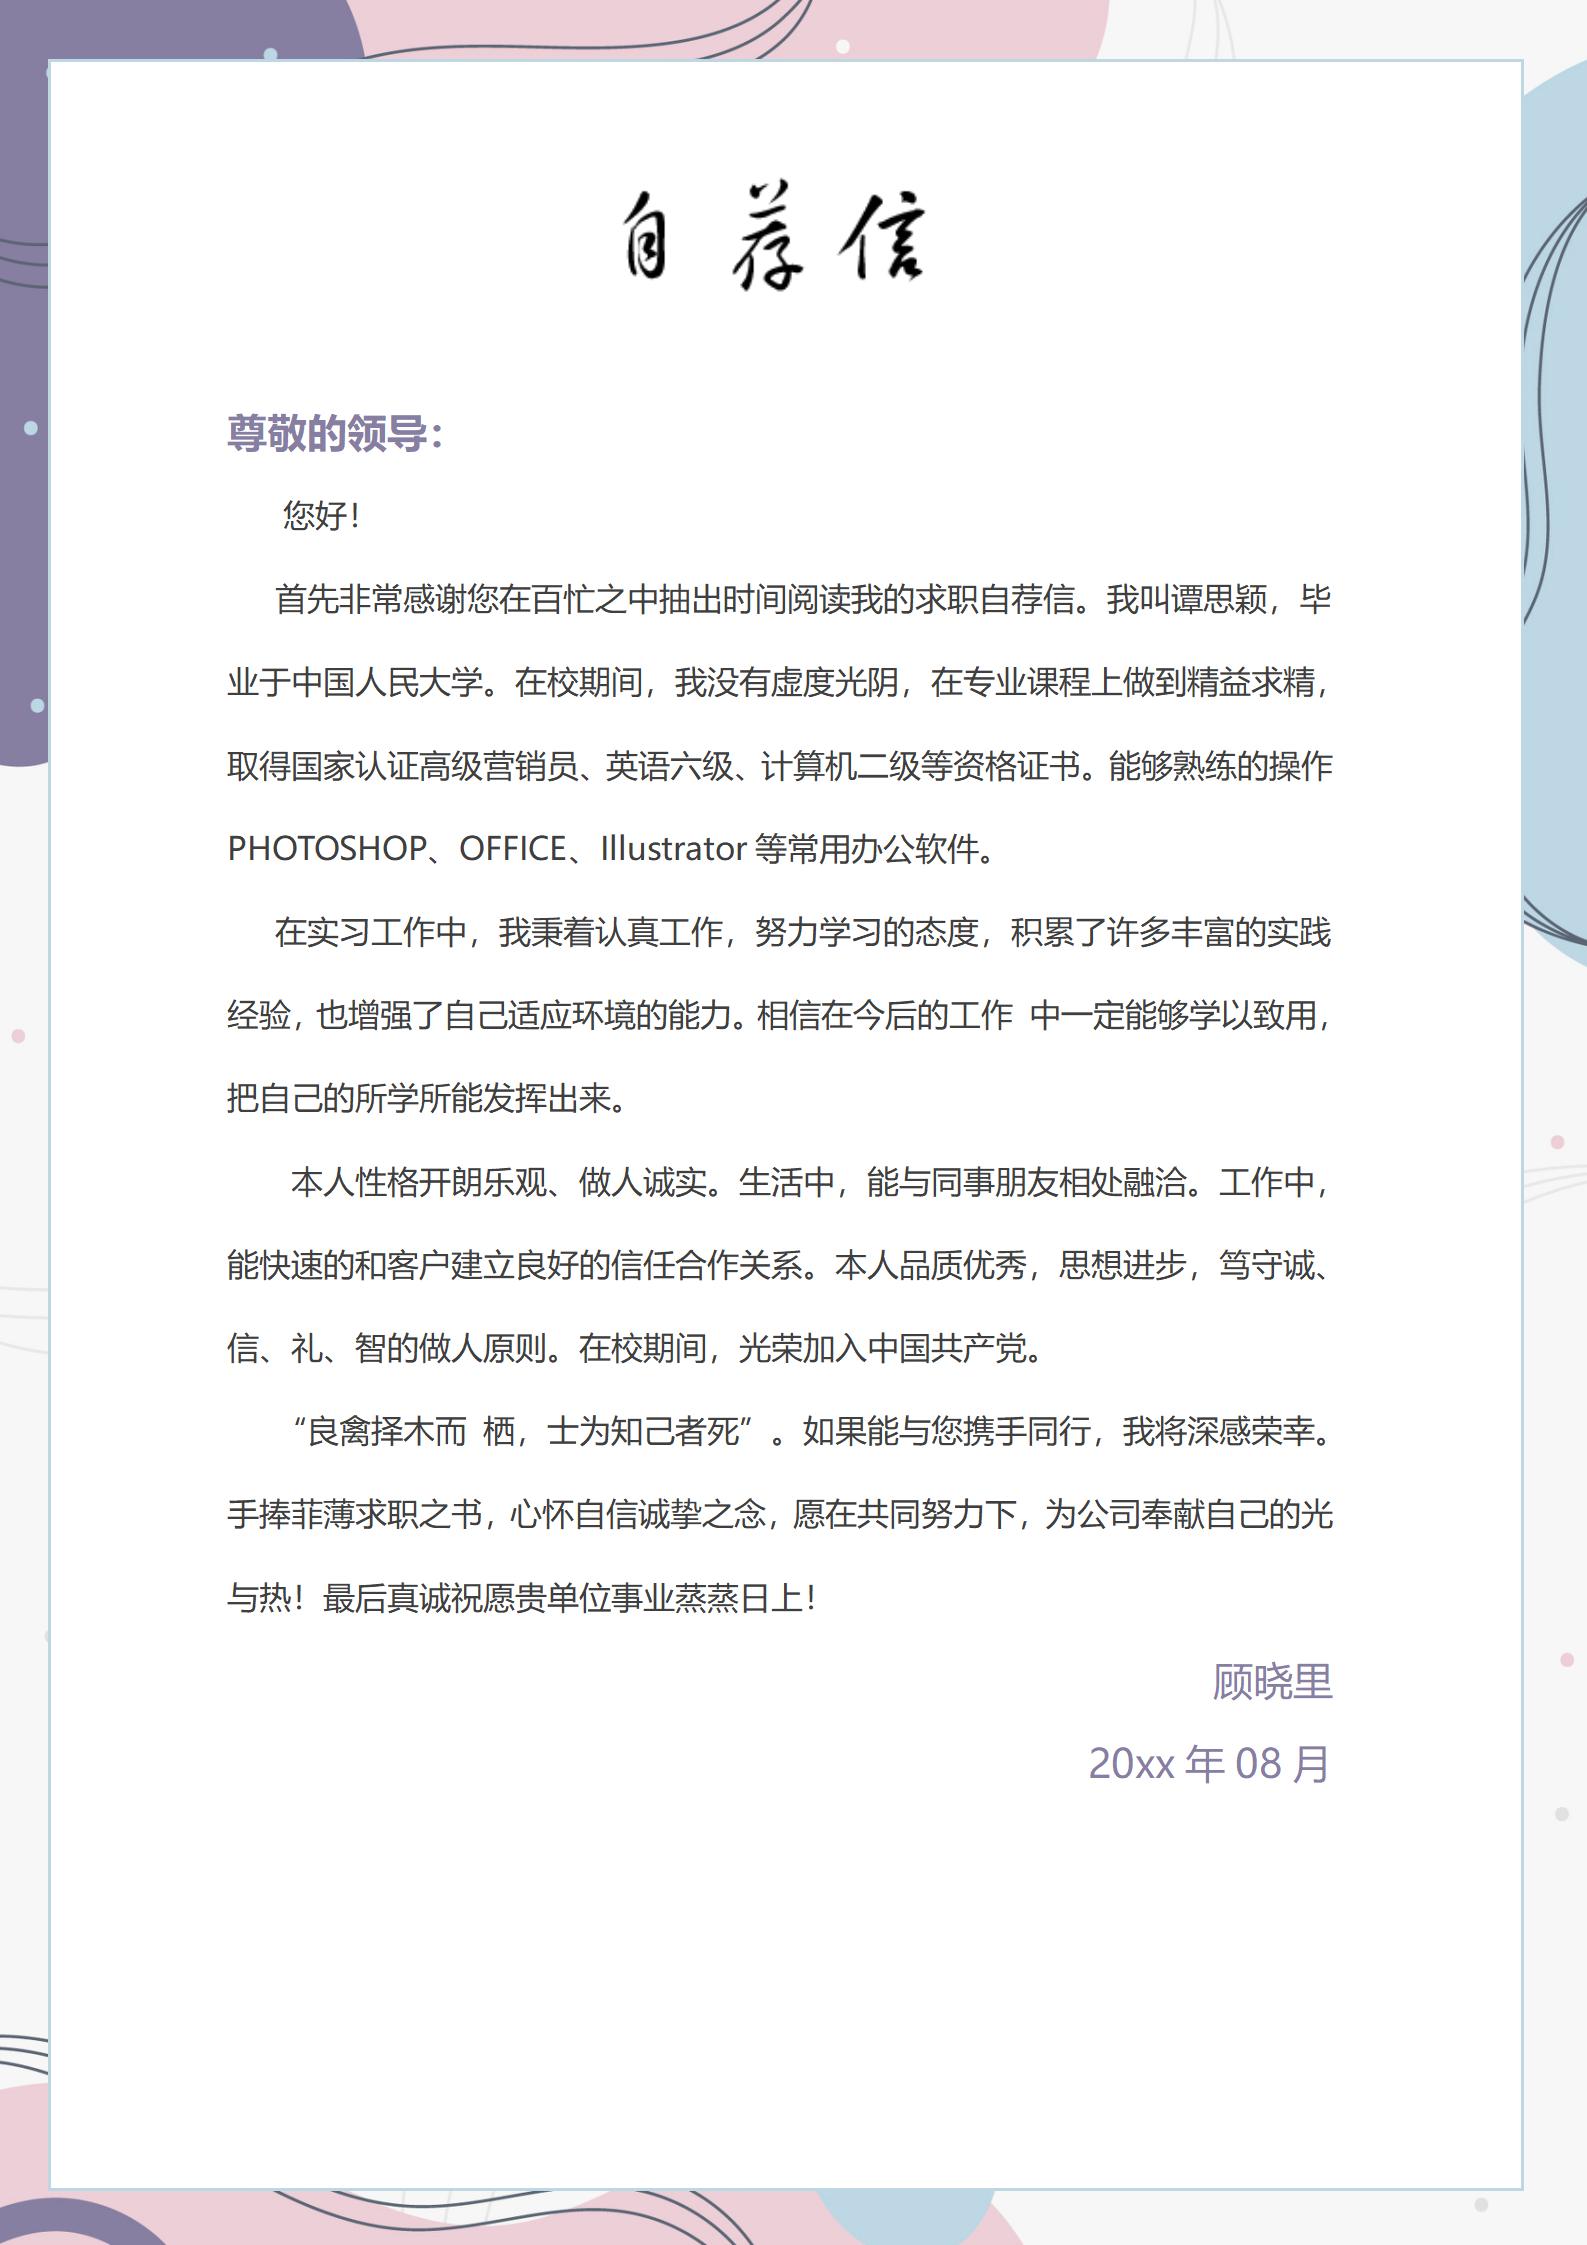 自荐信
尊敬的领导：
您好！
首先非常感谢您在百忙之中抽出时间阅读我的求职自荐信。我叫谭思颖，毕
业于中国人民大学。在校期间，我没有虚度光阴，在专业课程上做到精益求精，
取得国家认证高级营销员、英语六级、计算机二级等资格证书。能够熟练的操作
PHOTOSHOP、OFFICE、Illustrator 等常用办公软件。
在实习工作中，我秉着认真工作，努力学习的态度，积累了许多丰富的实践
经验，也增强了自己适应环境的能力。相信在今后的工作 中一定能够学以致用，
把自己的所学所能发挥出来。
本人性格开朗乐观、做人诚实。生活中，能与同事朋友相处融洽。工作中，
能快速的和客户建立良好的信任合作关系。本人品质优秀，思想进步，笃守诚、
信、礼、智的做人原则。在校期间，光荣加入中国共产党。
“良禽择木而 栖，士为知己者死”。如果能与您携手同行，我将深感荣幸。
手捧菲薄求职之书，心怀自信诚挚之念，愿在共同努力下，为公司奉献自己的光
与热！最后真诚祝愿贵单位事业蒸蒸日上！
顾晓里
20xx 年 08 月